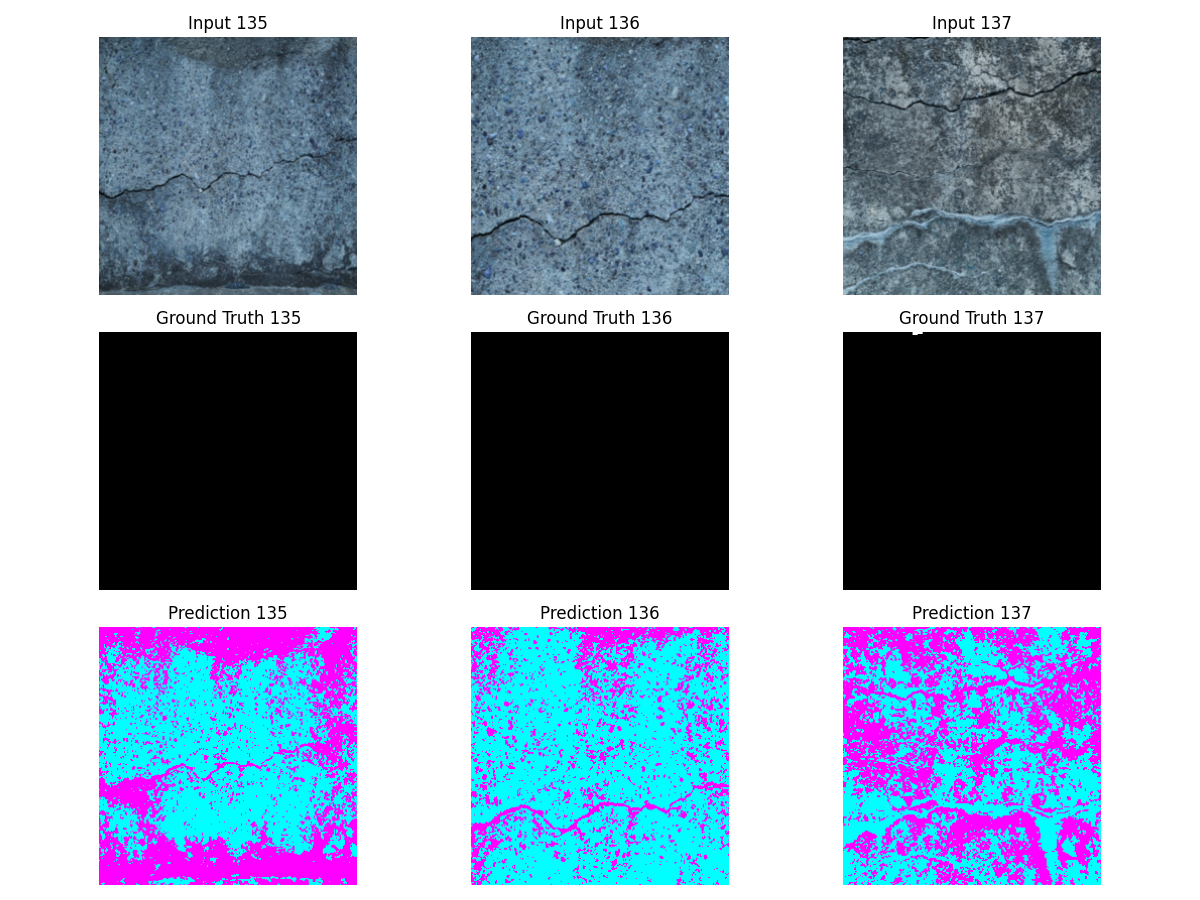 Input 135
Input 136
Input 137
Ground Truth 135
Ground Truth 136
Ground Truth 137
Prediction 135
Prediction 136
Prediction 137